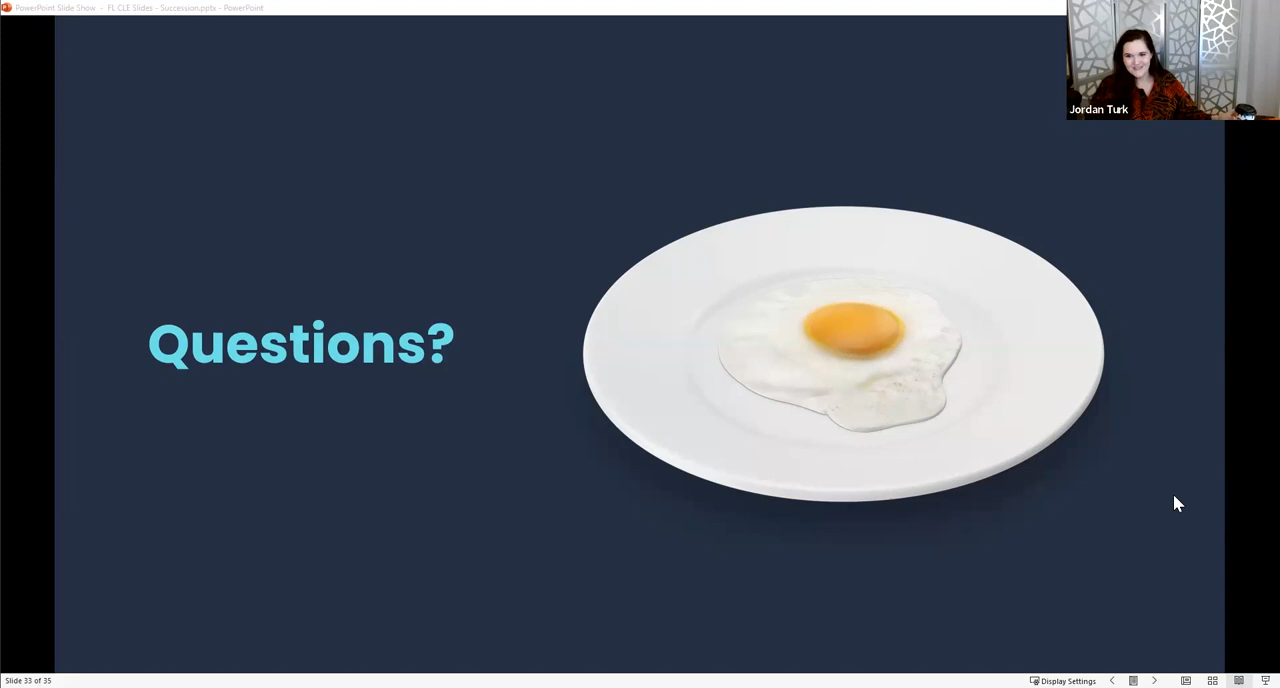 PowerPoint Slide Show - FL CLE Slides - Succession.pptx - PowerPoint
Jordan Turk
Questions?
Slide 33 of 35
Display Settings